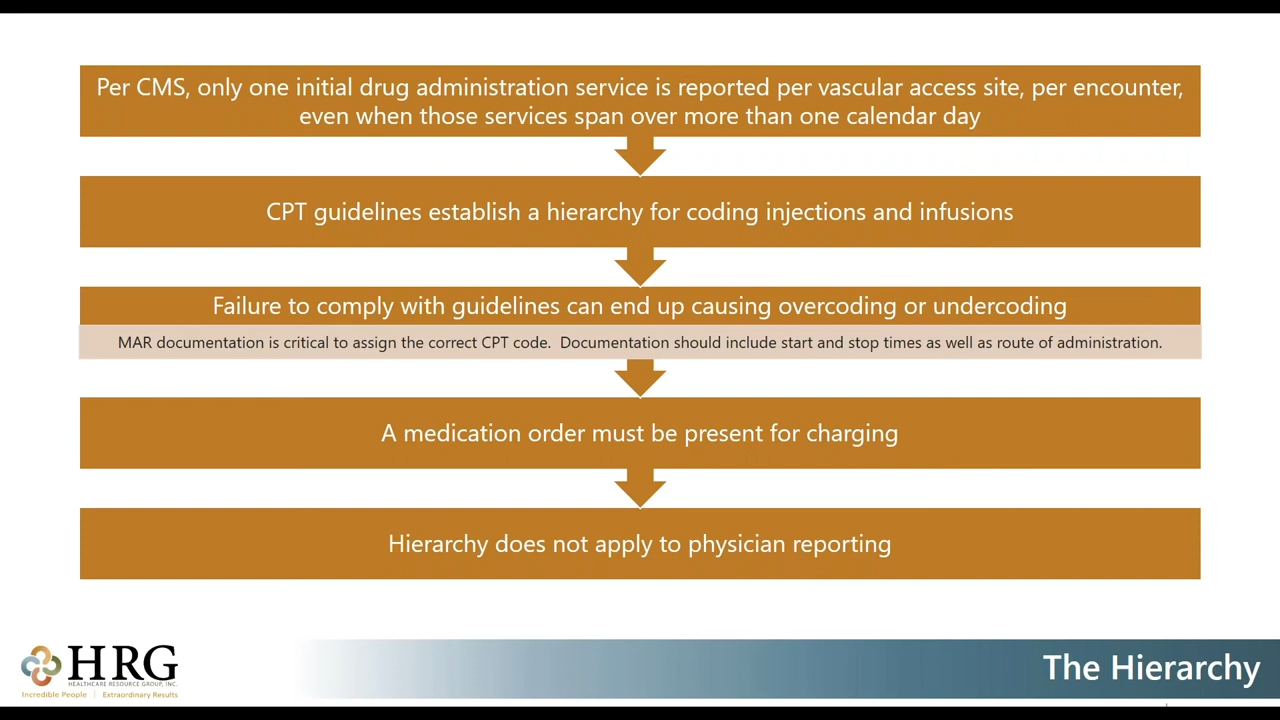 Per CMS, only one initial drug administration service is reported per vascular access site, per encounter,
even when those services span over more than one calendar day
CPT guidelines establish a hierarchy for coding injections and infusions
Failure to comply with guidelines can end up causing overcoding or undercoding
MAR documentation is critical to assign the correct CPT code.  Documentation should include start and stop times as well as route of administration.
A medication order must be present for charging
Hierarchy does not apply to physician reporting
HRG
HEALTHCARE RESOURCE GROUP, INC.
Incredible People | Extraordinary Results
The Hierarchy